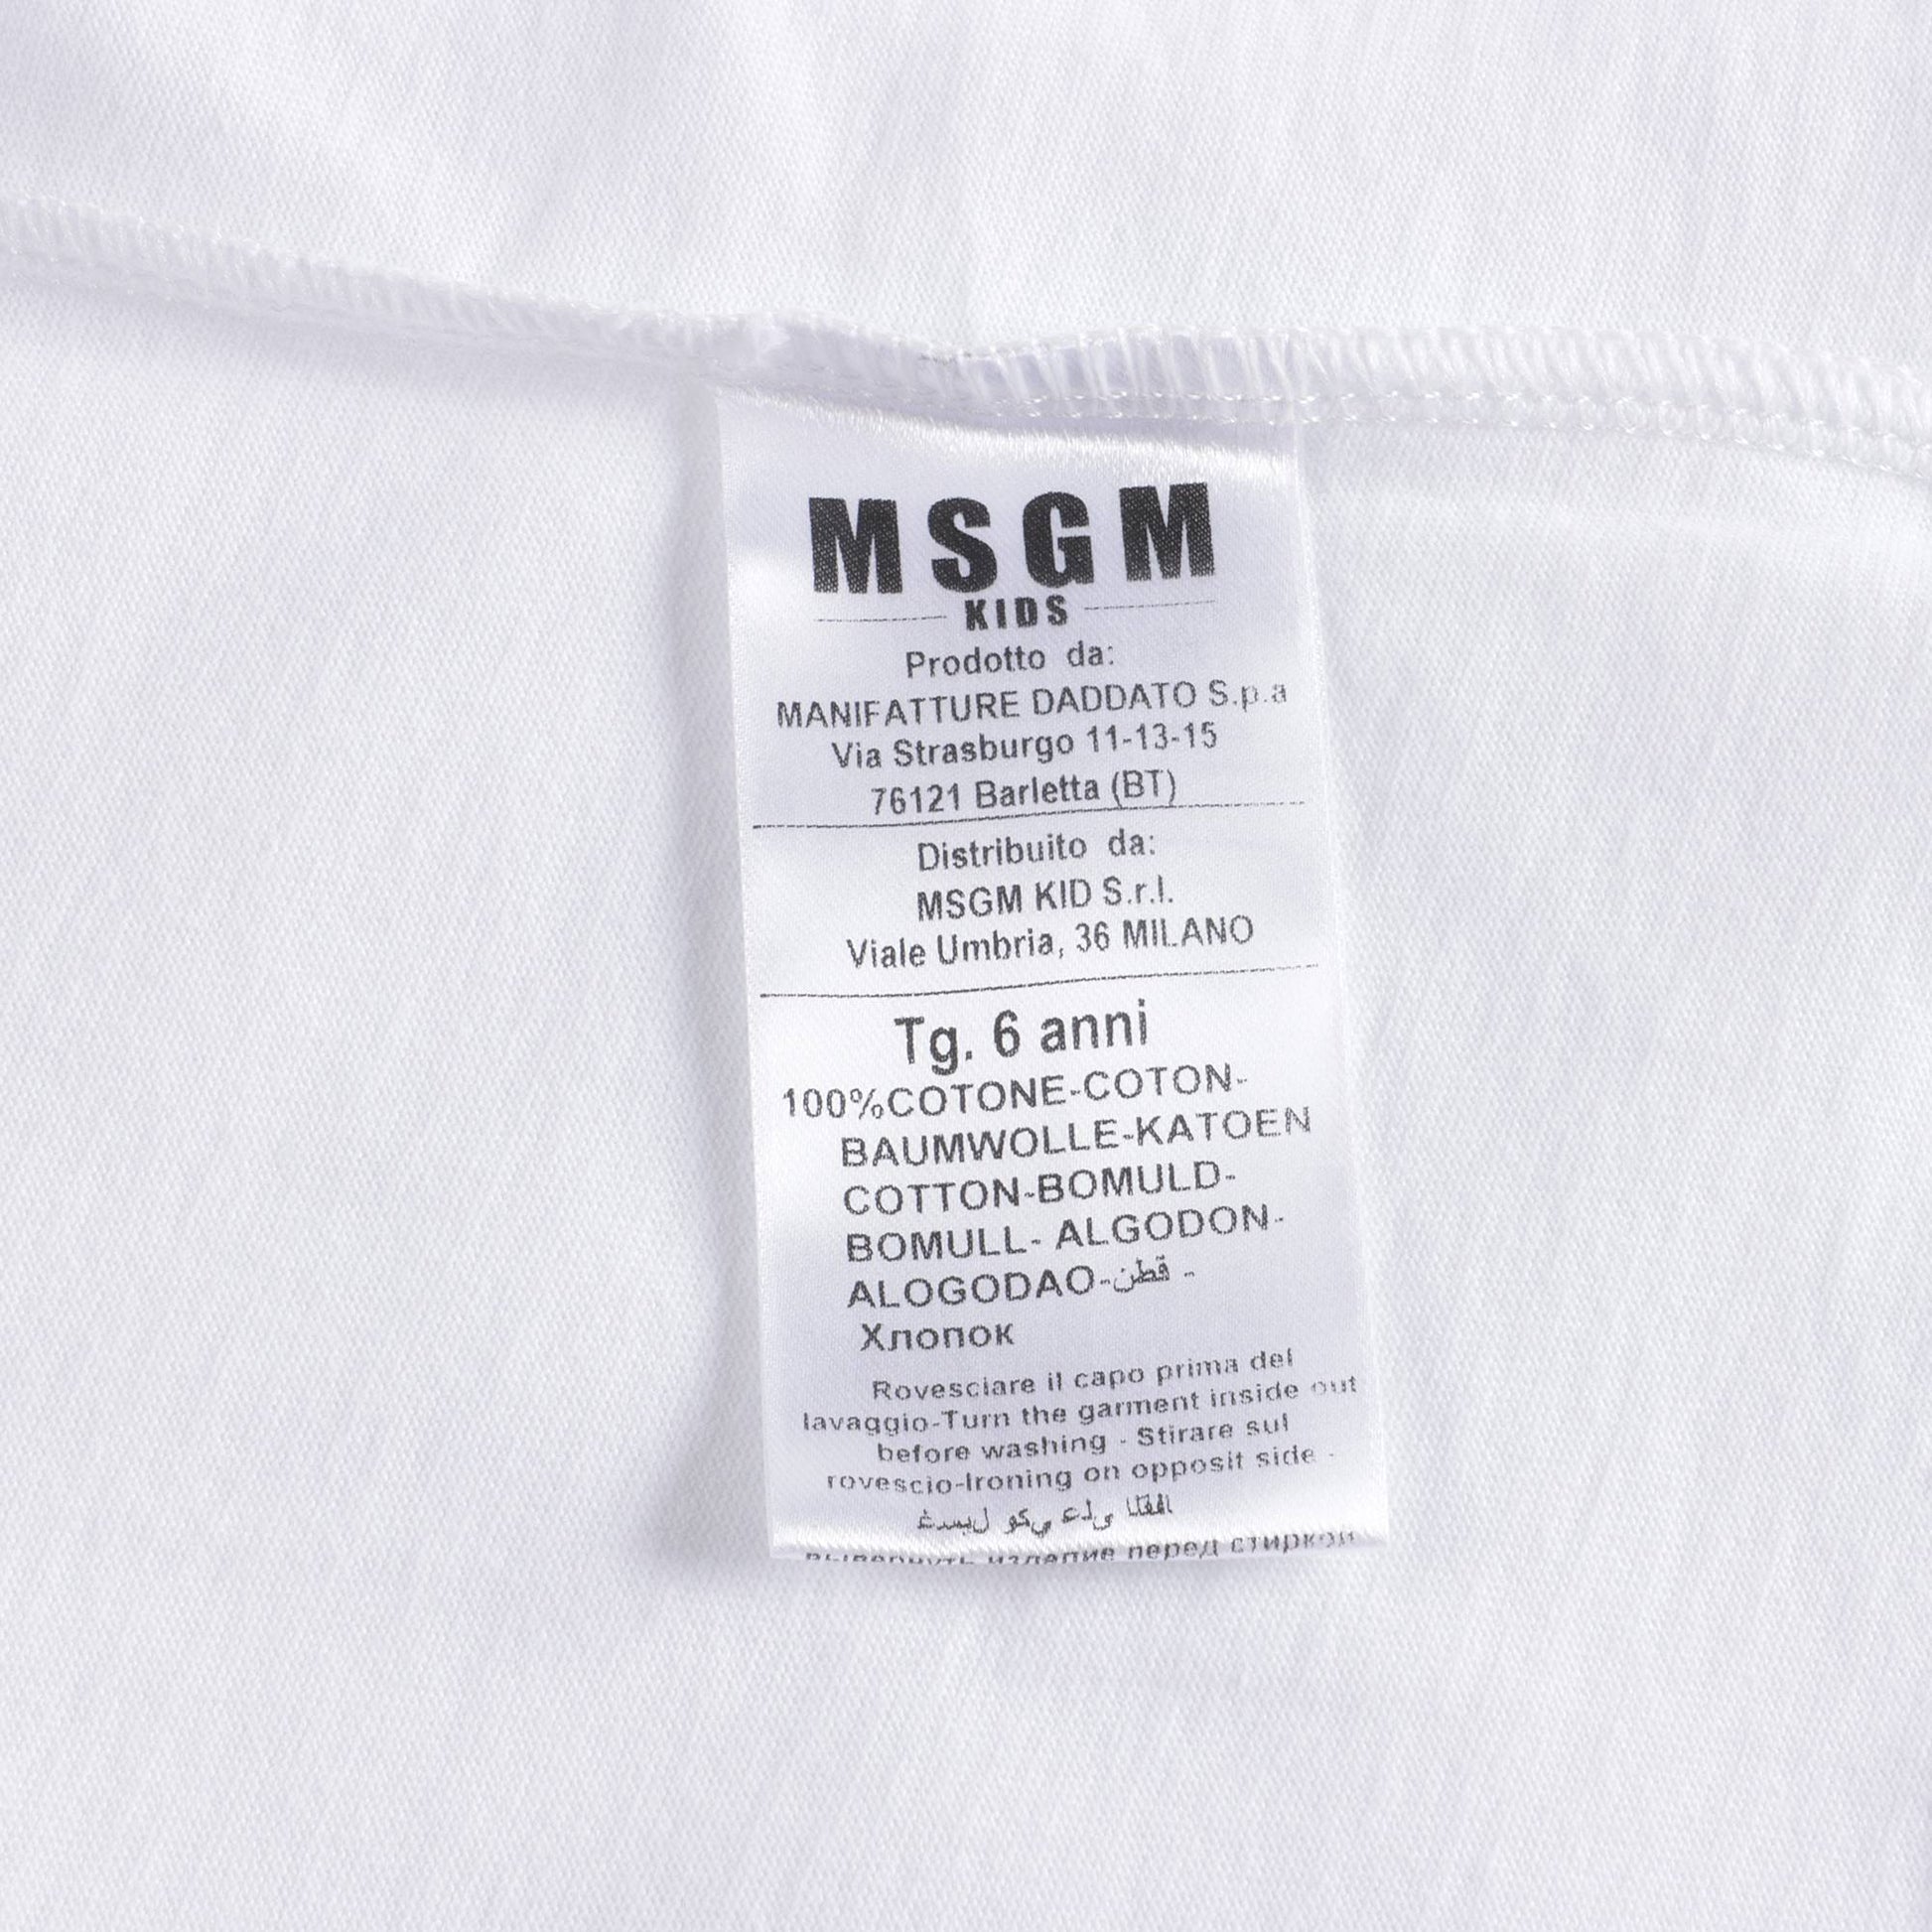 MSGM
KIDS
Prodotto da:
MANIFATTURE DADDATO S.p.a
Via Strasburgo 11-13-15
76121 Barletta (BT)
Distribuito da:
MSGM KID S.r.l.
Viale Umbria, 36 MILANO
Tg. 6 anni
100%COTONE-COTON-
BAUMWOLLE-KATOEN
COTTON-BOMULD-
BOMULL- ALGODON-
ALOGODAO-قطن -
Хлопок
Rovesciare il capo prima del
lavaggio-Turn the garment inside out
before washing - Stirare sul
rovescio-Ironing on opposit side -
изделие перед стиркой